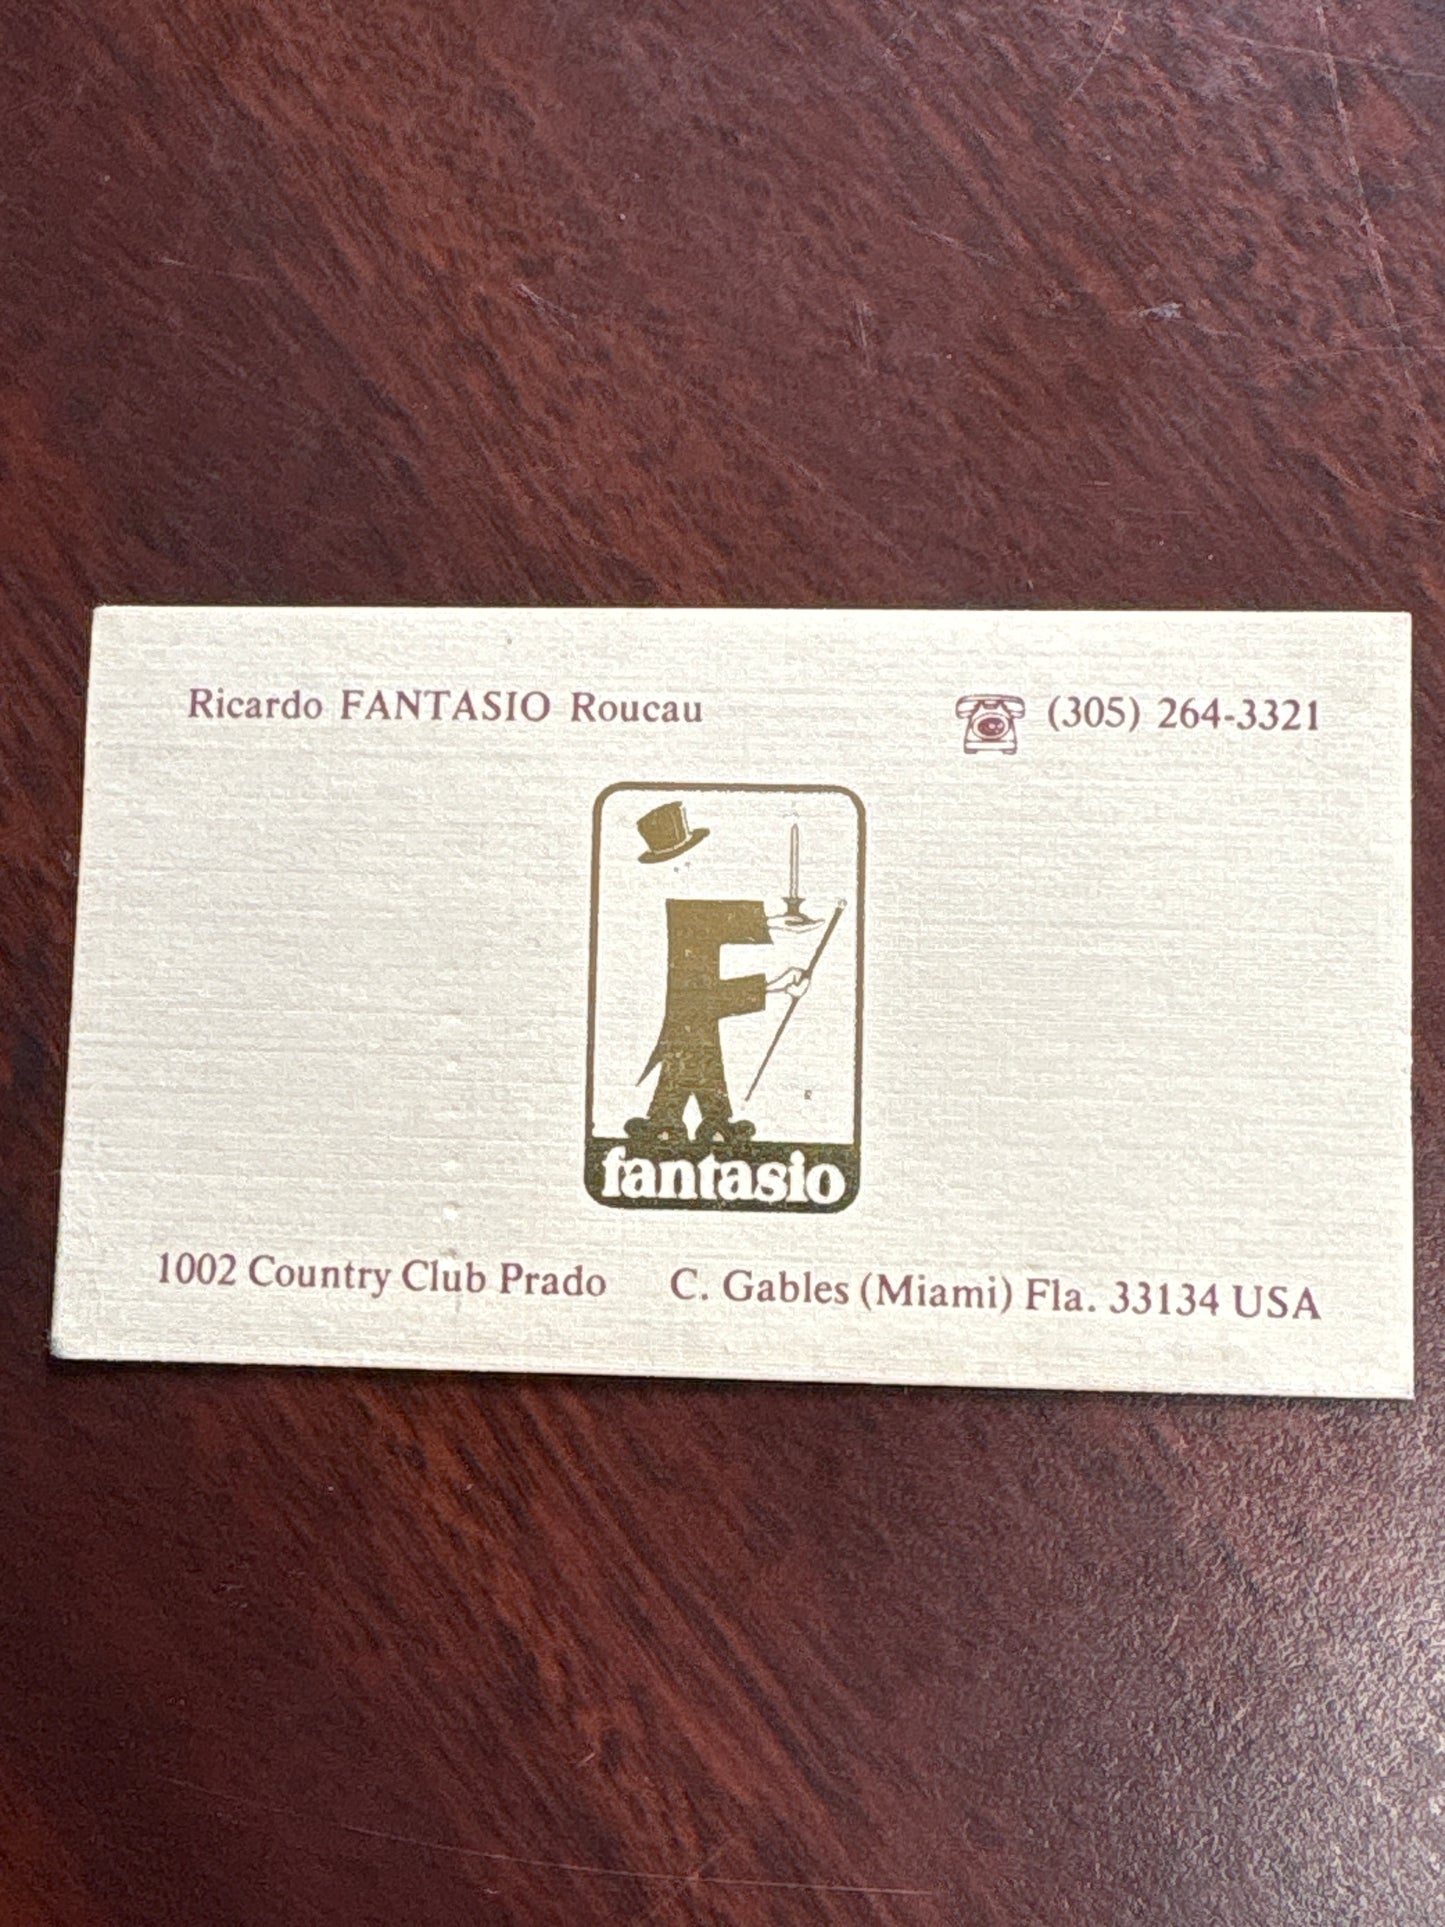 Ricardo FANTASIO Roucau
(305) 264-3321
fantasio
1002 Country Club Prado C. Gables (Miami) Fla. 33134 USA